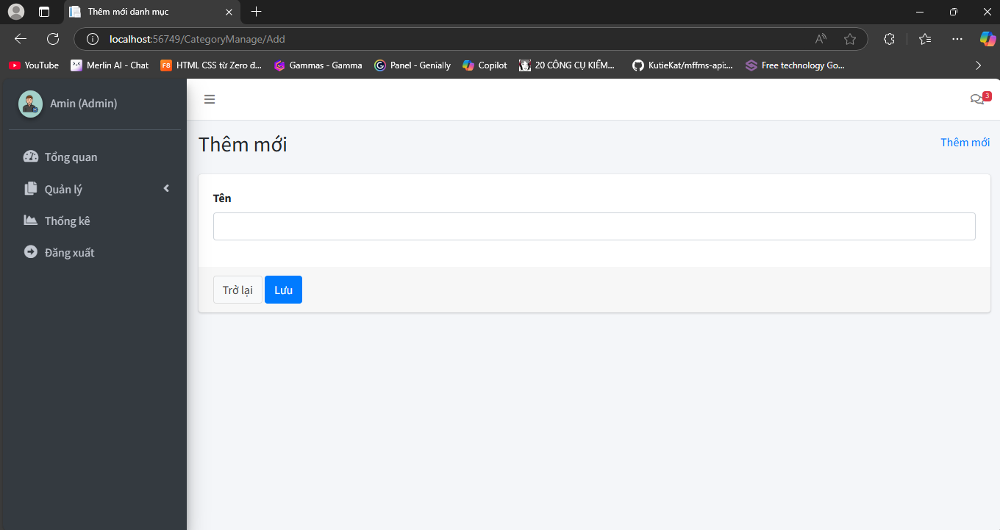 Thêm mới danh mục
localhost:56749/CategoryManage/Add
YouTube Merlin AI - Chat F8 HTML CSS từ Zero đ... Gammas - Gamma Panel - Genially Copilot 20 CÔNG CỤ KIẾM... KutieKat/mffms-api:... Free technology Go...
Amin (Admin)
3
Tổng quan
Quản lý
Thống kê
Đăng xuất
Thêm mới
Thêm mới
Tên
Trở lại Lưu